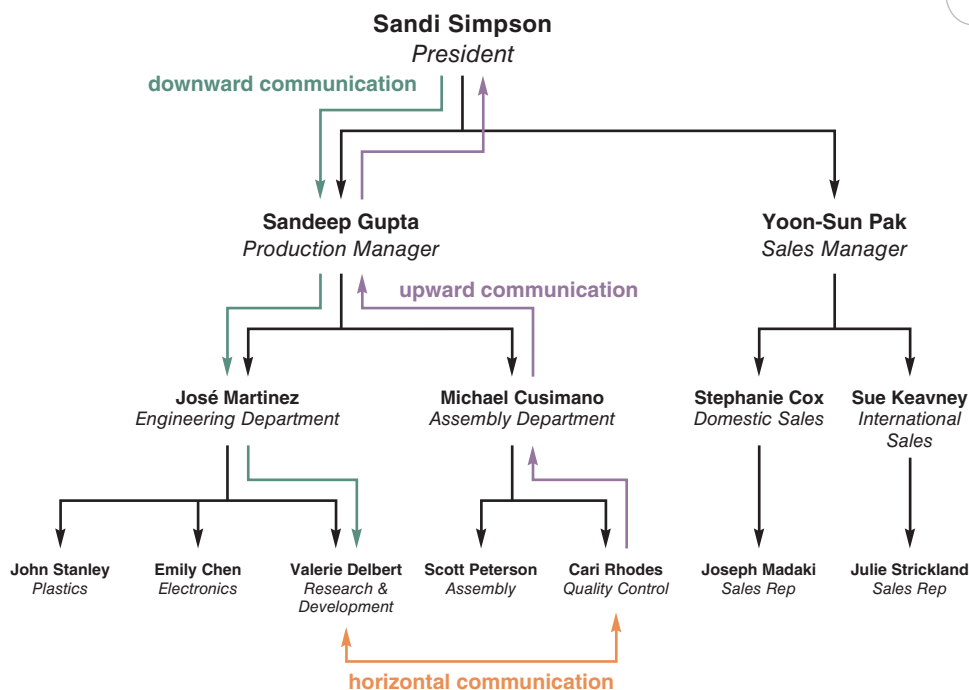 Sandi Simpson
President
downward communication
Sandeep Gupta
Production Manager
Yoon-Sun Pak
Sales Manager
upward communication
José Martinez
Engineering Department
Michael Cusimano
Assembly Department
Stephanie Cox
Domestic Sales
Sue Keavney
International
Sales
John Stanley
Plastics
Emily Chen
Electronics
Valerie Delbert
Research &
Development
Scott Peterson
Assembly
Cari Rhodes
Quality Control
Joseph Madaki
Sales Rep
Julie Strickland
Sales Rep
horizontal communication